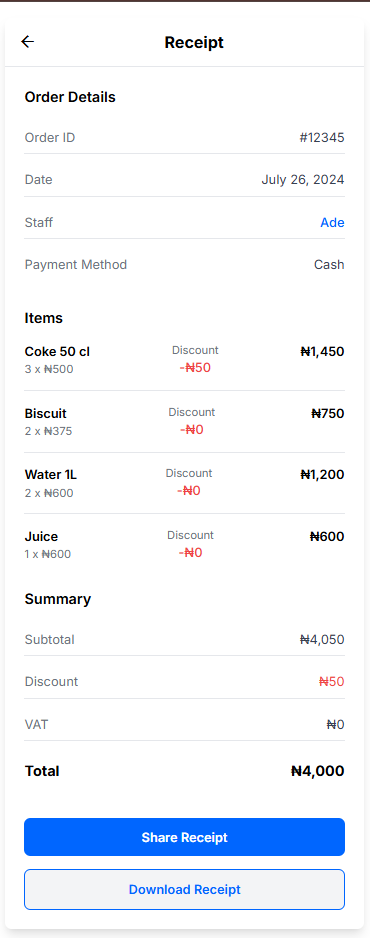 Receipt
Order Details
Order ID #12345
Date July 26, 2024
Staff Ade
Payment Method Cash
Items
Coke 50 cl Discount ₦1,450
3 x ₦500 -₦50
Biscuit Discount ₦750
2 x ₦375 -₦0
Water 1L Discount ₦1,200
2 x ₦600 -₦0
Juice Discount ₦600
1 x ₦600 -₦0
Summary
Subtotal ₦4,050
Discount ₦50
VAT ₦0
Total ₦4,000
Share Receipt
Download Receipt